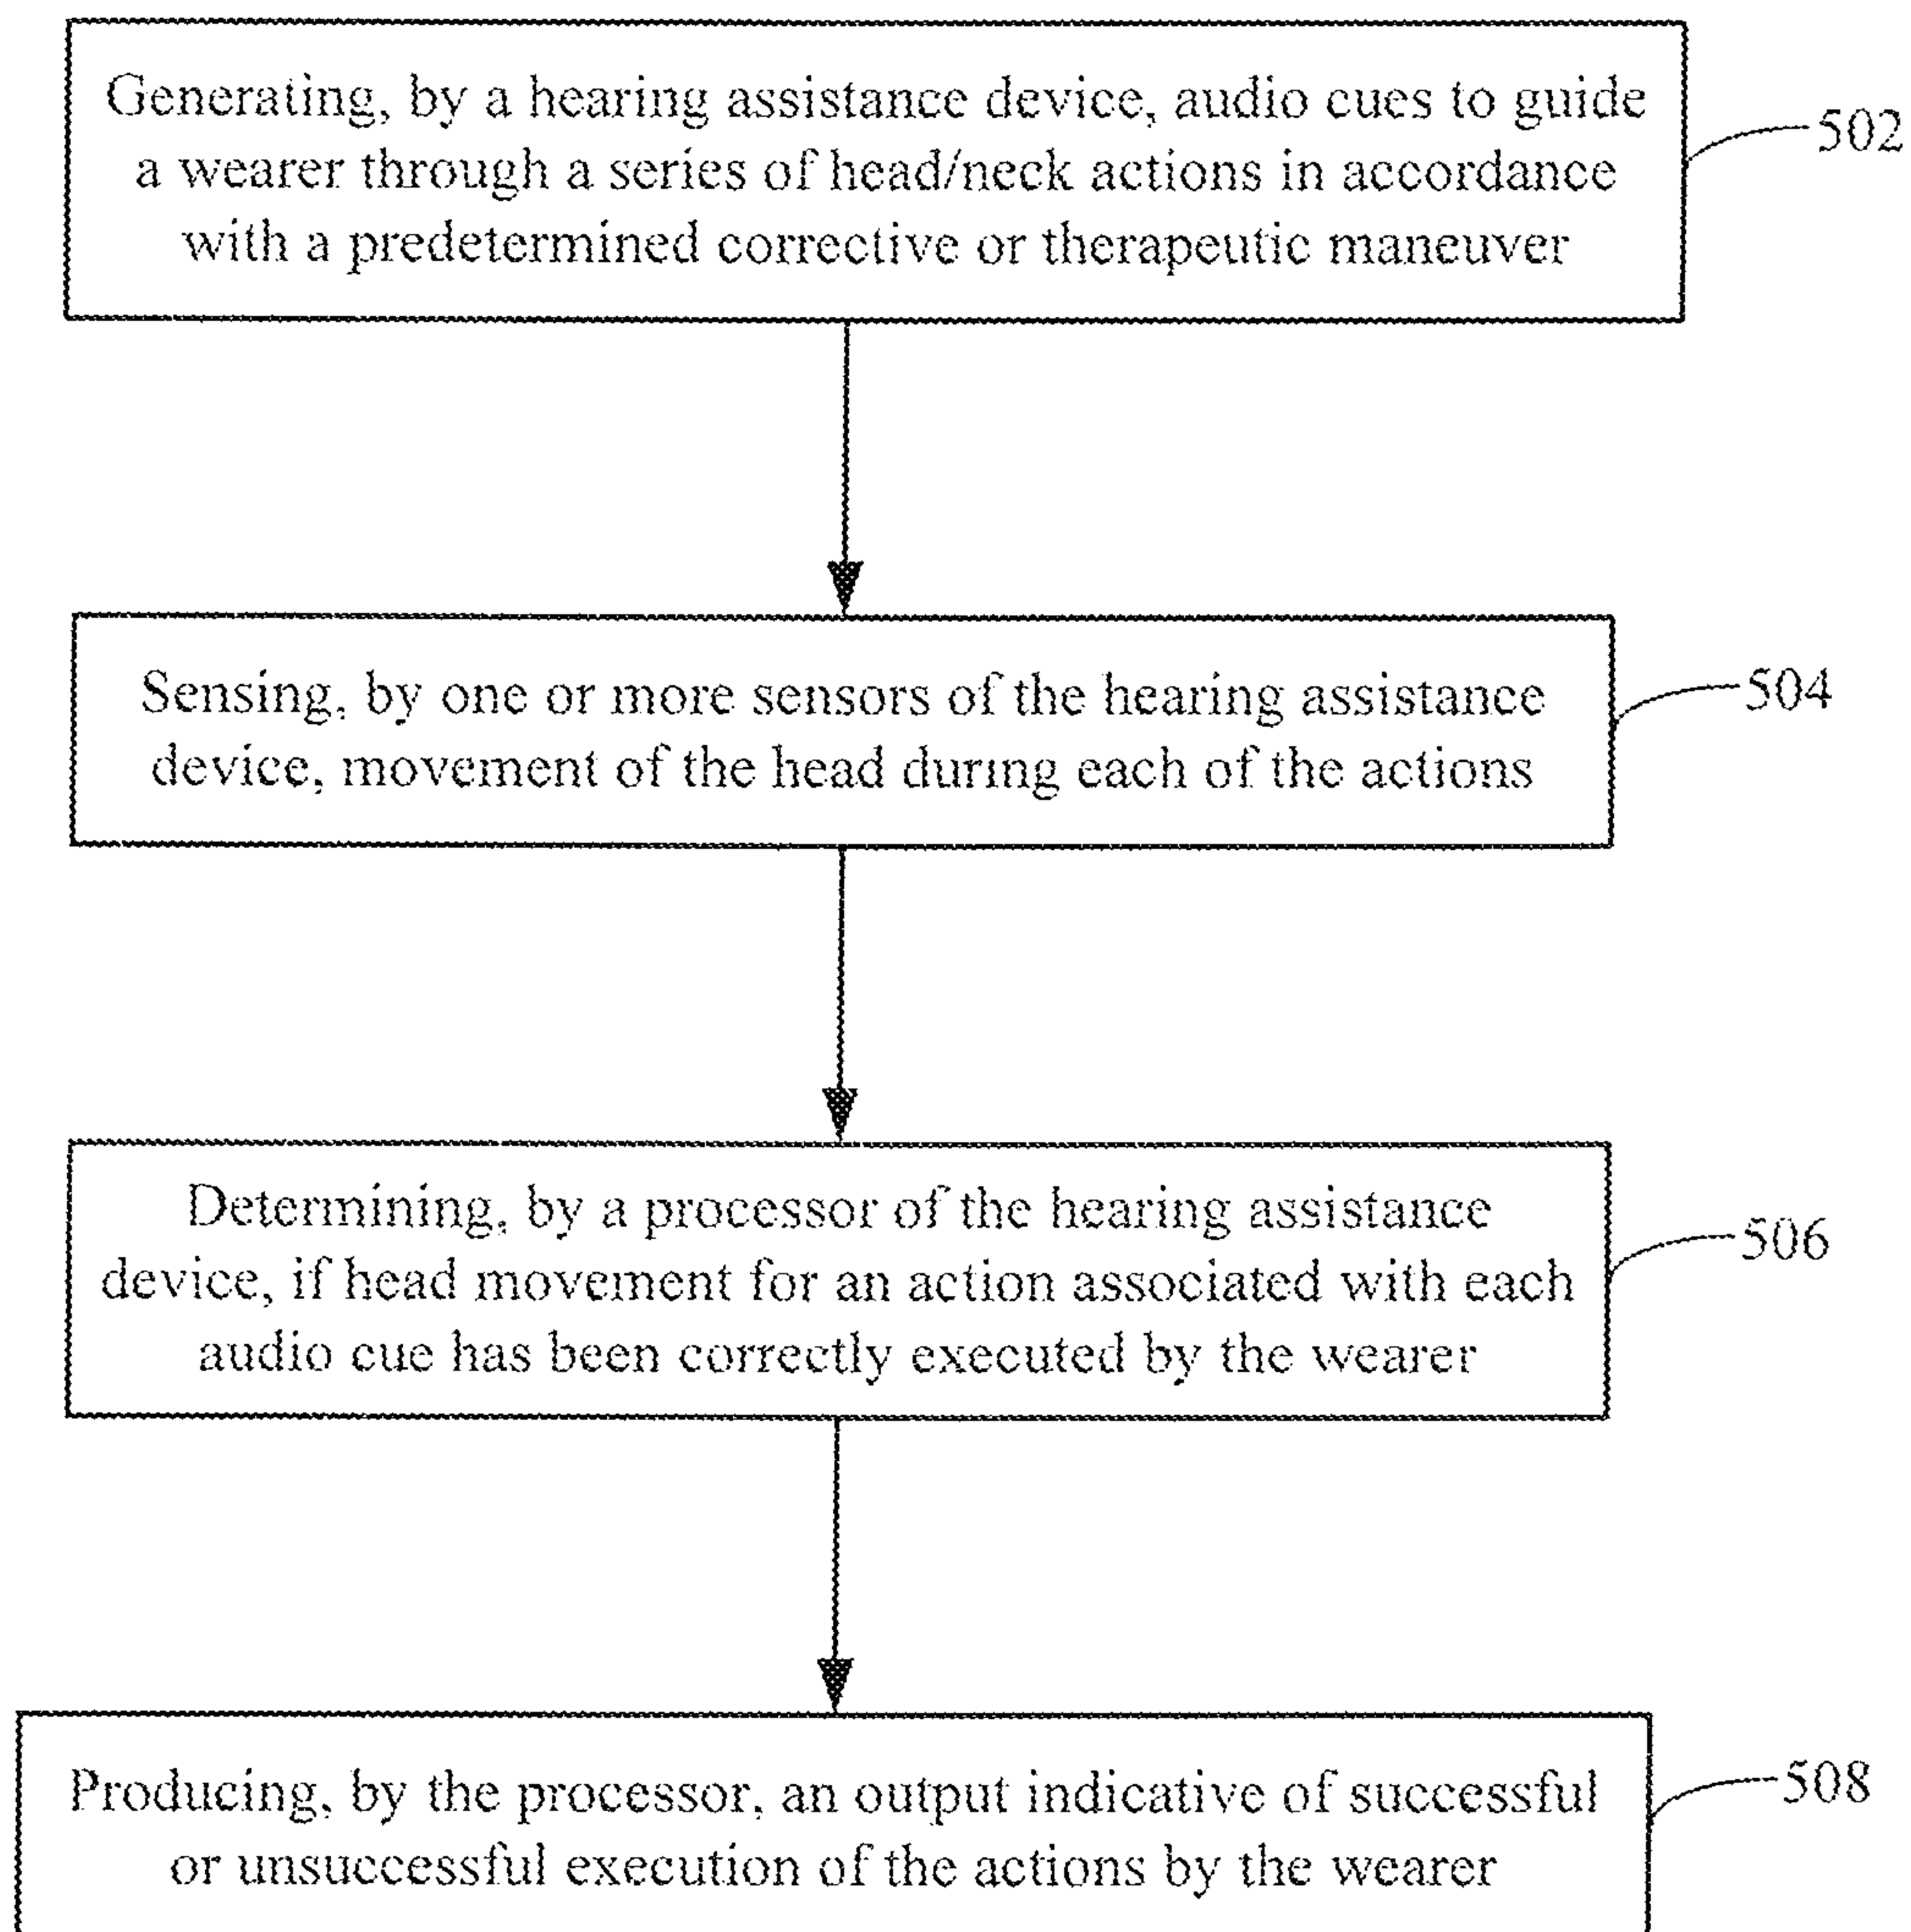 Generating, by a hearing assistance device, audio cues to guide
a wearer through a series of head/neck actions in accordance
with a predetermined corrective or therapeutic maneuver
502
Sensing, by one or more sensors of the hearing assistance
device, movement of the head during each of the actions
504
Determining, by a processor of the hearing assistance
device, if head movement for an action associated with each
audio cue has been correctly executed by the wearer
506
Producing, by the processor, an output indicative of successful
or unsuccessful execution of the actions by the wearer
508